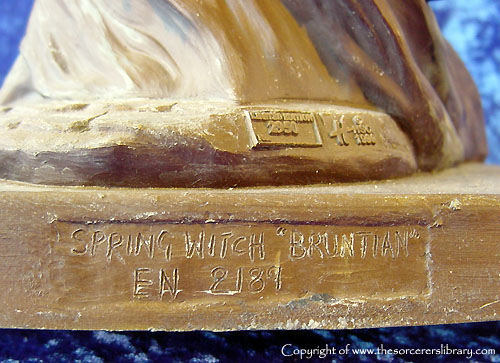 SPRING WITCH "BRUNTIAN"
EN 2189
Copyright of www.thesorcererslibrary.com